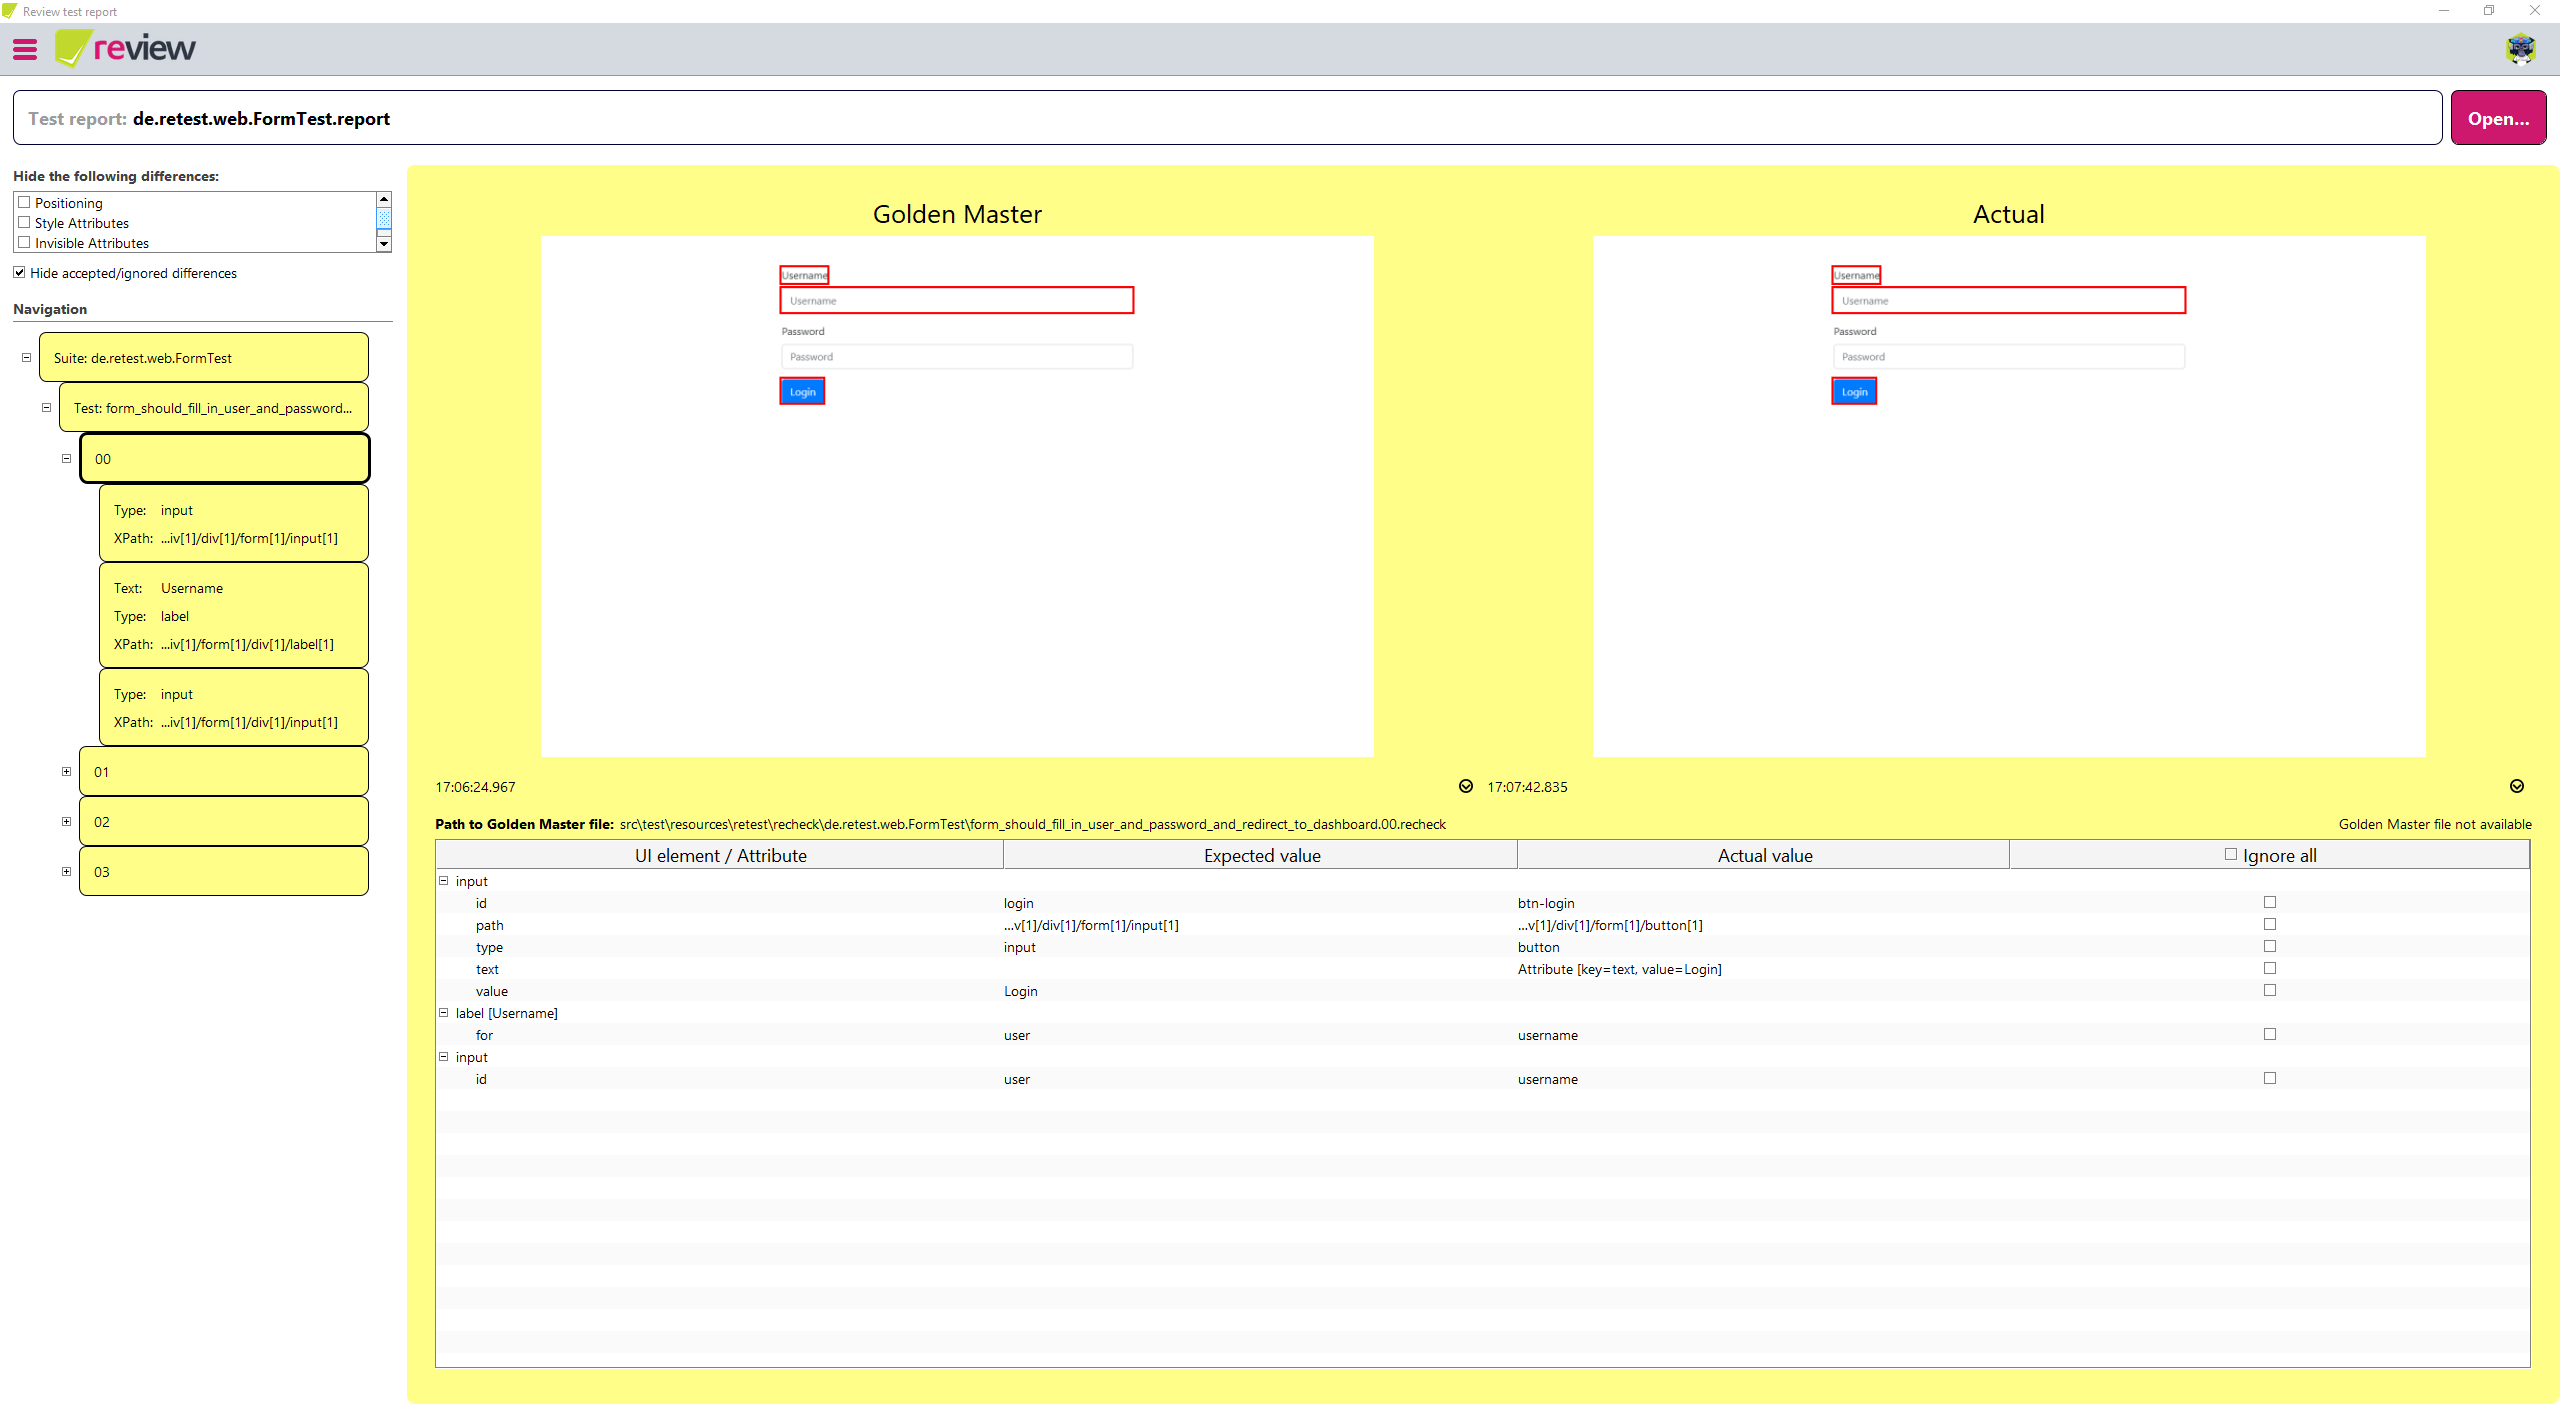 Review test report
review
Test report: de.retest.web.FormTest.report
Open...
Hide the following differences:
Positioning
Style Attributes
Invisible Attributes
Hide accepted/ignored differences
Navigation
Suite: de.retest.web.FormTest
Test: form_should_fill_in_user_and_password...
00
Type: input
XPath: ...iv[1]/div[1]/form[1]/input[1]
Text: Username
Type: label
XPath: ...iv[1]/form[1]/div[1]/label[1]
Type: input
XPath: ...iv[1]/form[1]/div[1]/input[1]
01
02
03
Golden Master
Username
Username
Password
Password
Login
Actual
Username
Username
Password
Password
Login
17:06:24.967
17:07:42.835
Path to Golden Master file: src\test\resources\retest\recheck\de.retest.web.FormTest\form_should_fill_in_user_and_password_and_redirect_to_dashboard.00.recheck
Golden Master file not available
UI element / Attribute Expected value Actual value Ignore all
input
id login btn-login
path ...v[1]/div[1]/form[1]/input[1] ...v[1]/div[1]/form[1]/button[1]
type input button
text Attribute [key=text, value=Login]
value Login
label [Username]
for user username
input
id user username